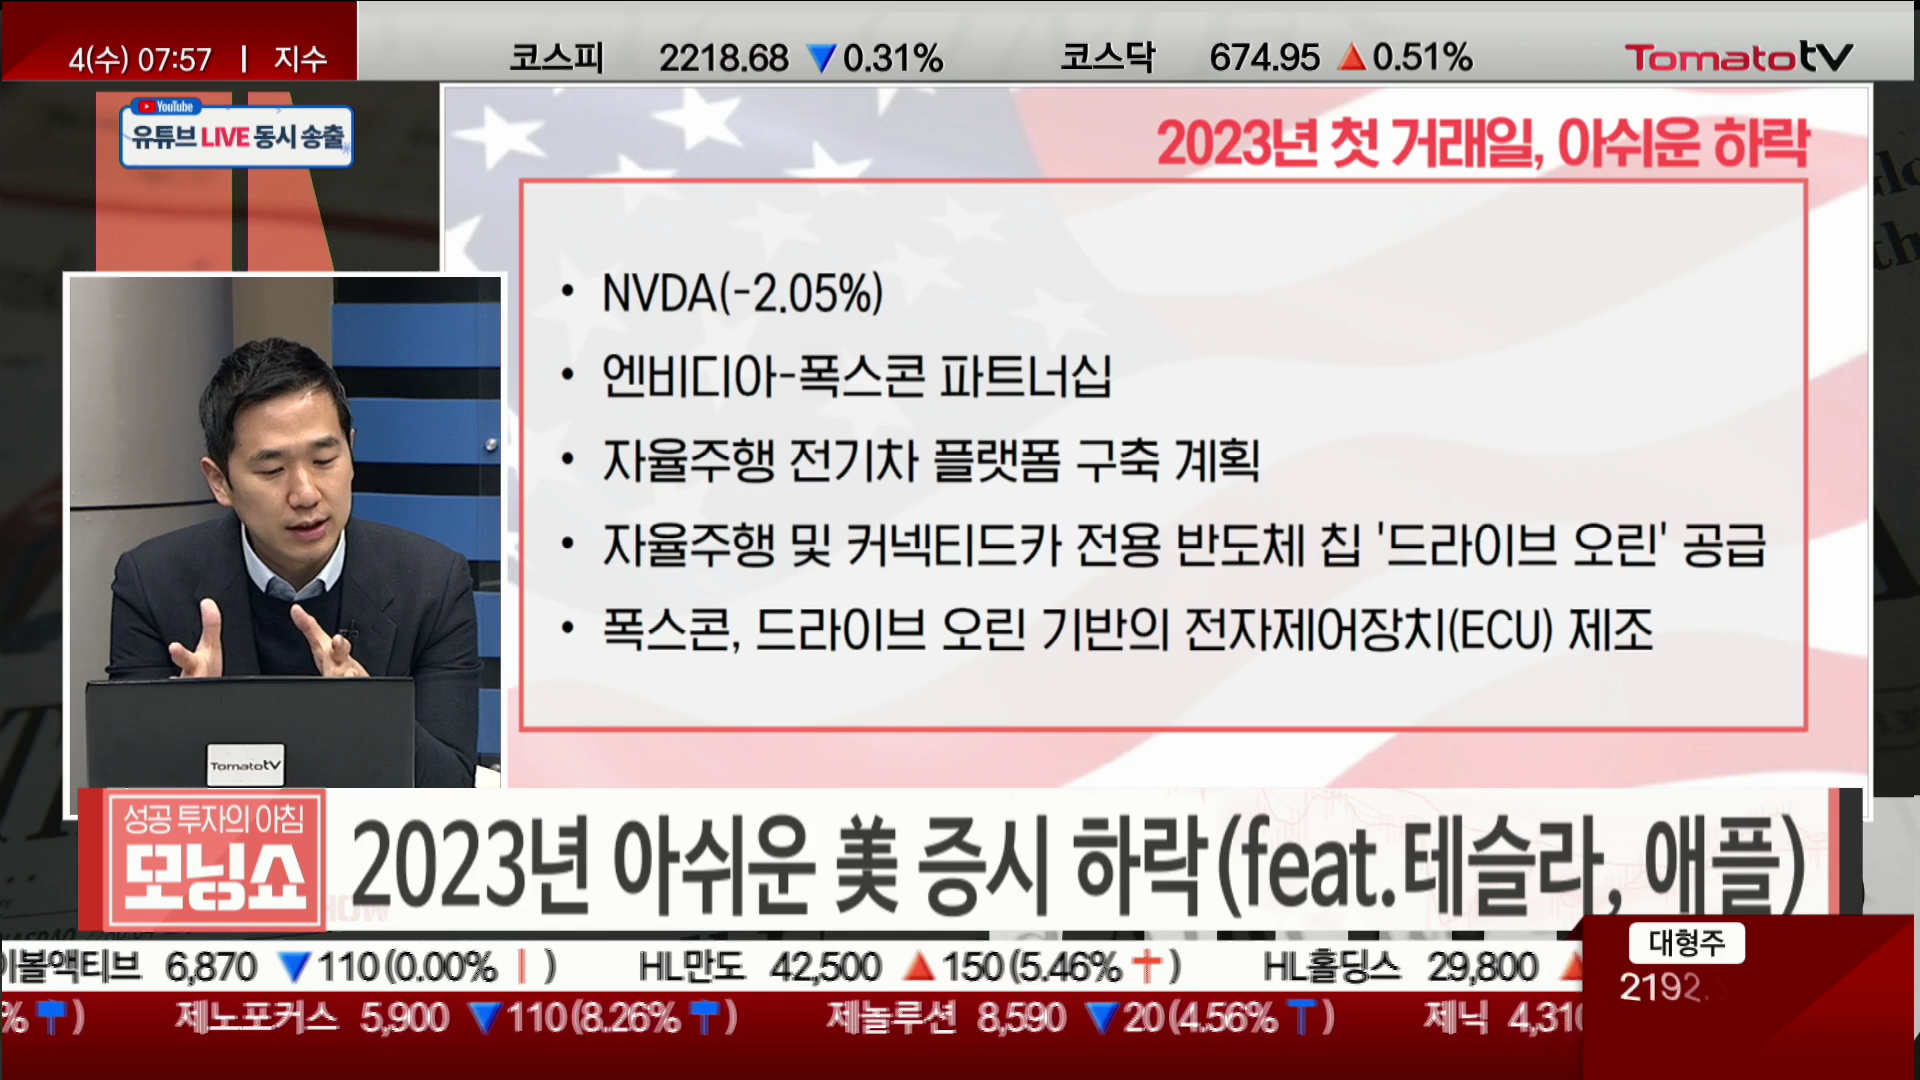 4(수) 07:57 | 지수
코스피 2218.68 ▼0.31% 코스닥 674.95 ▲0.51%
Tomatotv
YouTube
유튜브 LIVE 동시 송출
2023년 첫 거래일, 아쉬운 하락
• NVDA(-2.05%)
• 엔비디아-폭스콘 파트너십
• 자율주행 전기차 플랫폼 구축 계획
• 자율주행 및 커넥티드카 전용 반도체 칩 '드라이브 오린' 공급
• 폭스콘, 드라이브 오린 기반의 전자제어장치(ECU) 제조
Tomatotv
성공 투자의 아침
모닝쇼
2023년 아쉬운 美 증시 하락(feat.테슬라, 애플)
볼액티브 6,870 ▼110(0.00% | ) HL만도 42,500 ▲150(5.46%↑) HL홀딩스 29,800 ▲
대형주
2192.
%↓) 제노포커스 5,900 ▼110(8.26%↓) 제놀루션 8,590 ▼20(4.56%↓) 제닉 4,310